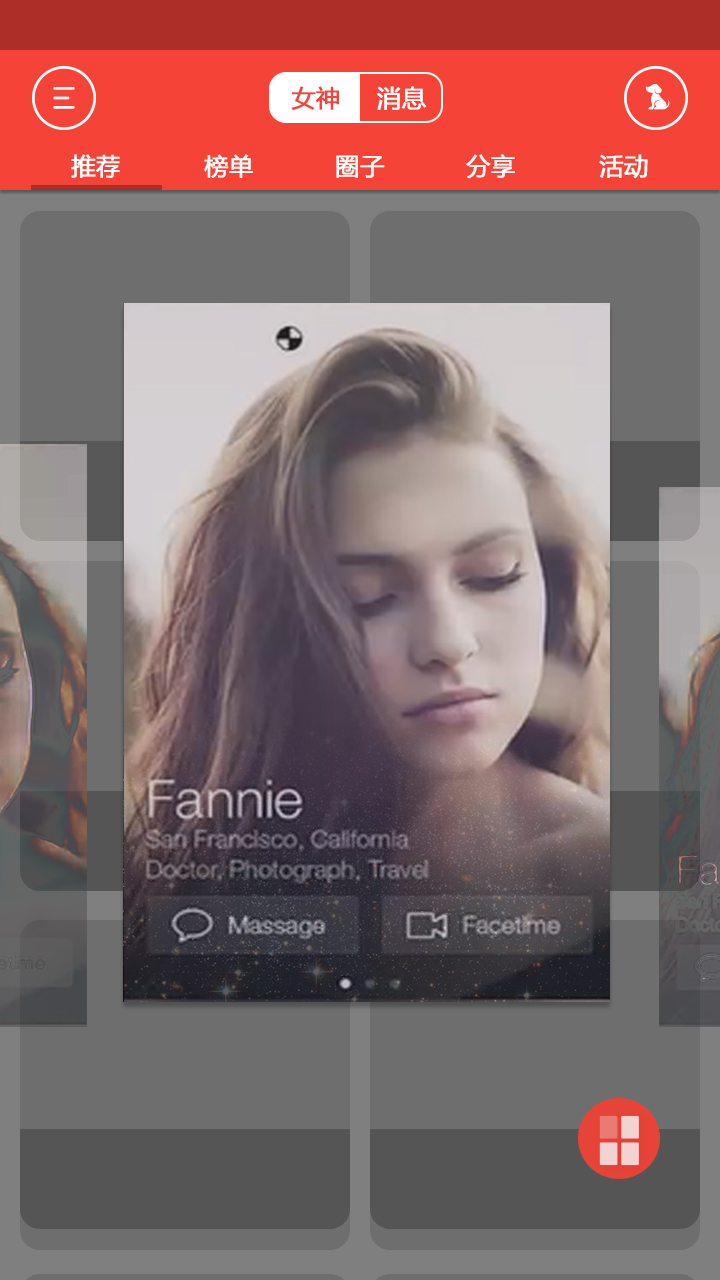 女神 消息
推荐 榜单 圈子 分享 活动
Fannie
San Francisco, California
Doctor, Photograph, Travel
Massage Facetime
Fa